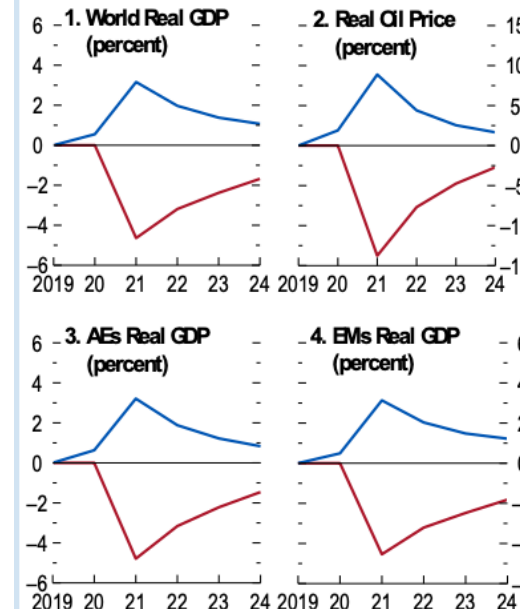 1. World Real GDP
(percent)
6
4
2
0
–2
–4
–6
2019 20 21 22 23 24
2. Real Oil Price
(percent)
5
0
2019 20 21 22 23 24
3. AEs Real GDP
(percent)
6
4
2
0
–2
–4
–6
2019 20 21 22 23 24
4. EMs Real GDP
(percent)
2019 20 21 22 23 24